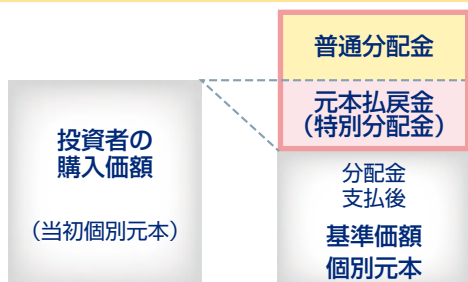 普通分配金
元本払戻金
（特別分配金）
投資者の
購入価額
（当初個別元本）
分配金
支払後
基準価額
個別元本